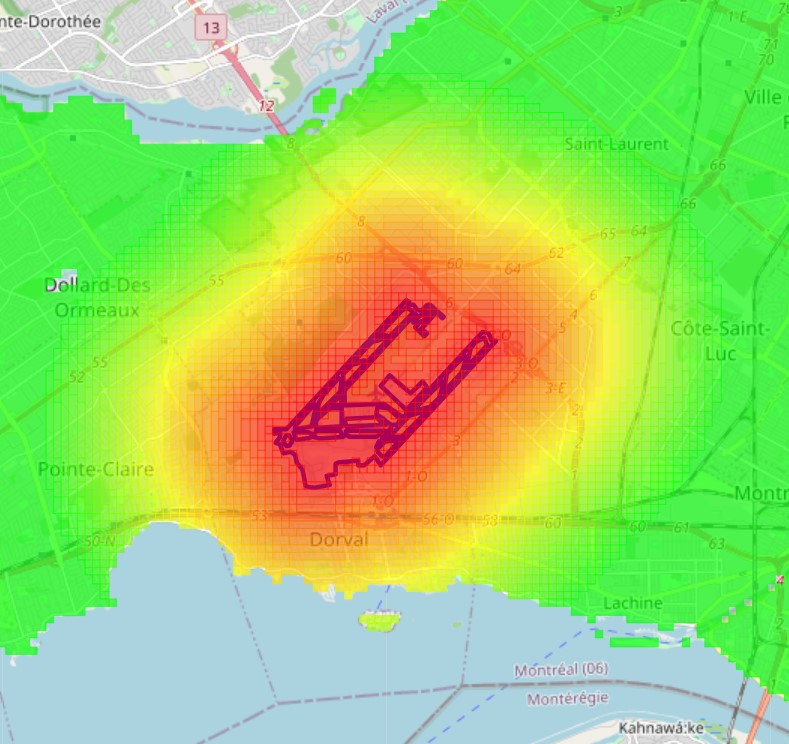 nte-Dorothée
13
Laval
1-E
3
71
70
12
Ville
8
Saint-Laurent
66
66
8
65
64
62
60
60
64
7
55
6
6
Dollard-Des
Ormeaux
5
4
Côte-Saint-
Luc
55
52
3-E
2
3
1
Pointe-Claire
1-O
Montr
53
56-O
58
60
60
61
50-N
Dorval
63
4
Lachine
2
Montréal (06)
1
Montérégie
Kahnawá:ke